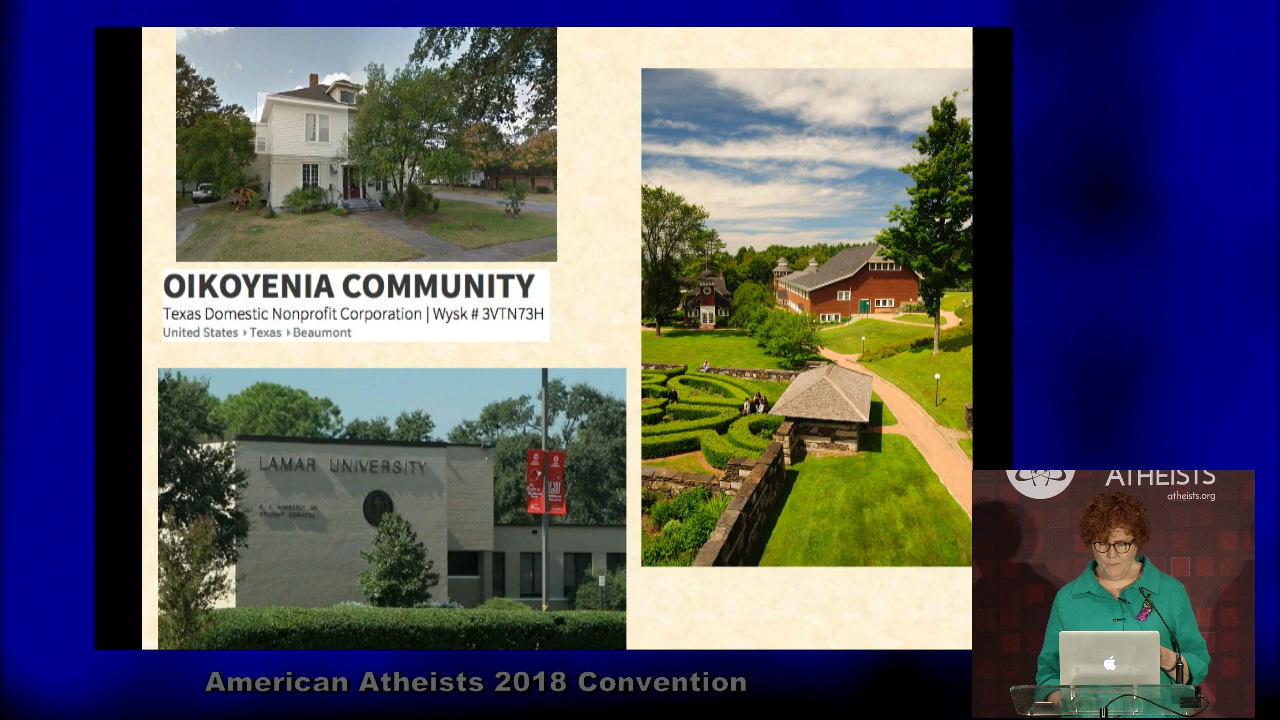 OIKOYENIA COMMUNITY
Texas Domestic Nonprofit Corporation | Wysk # 3VTN73H
United States › Texas › Beaumont
LAMAR UNIVERSITY
ATHEISTS
atheists.org
American Atheists 2018 Convention